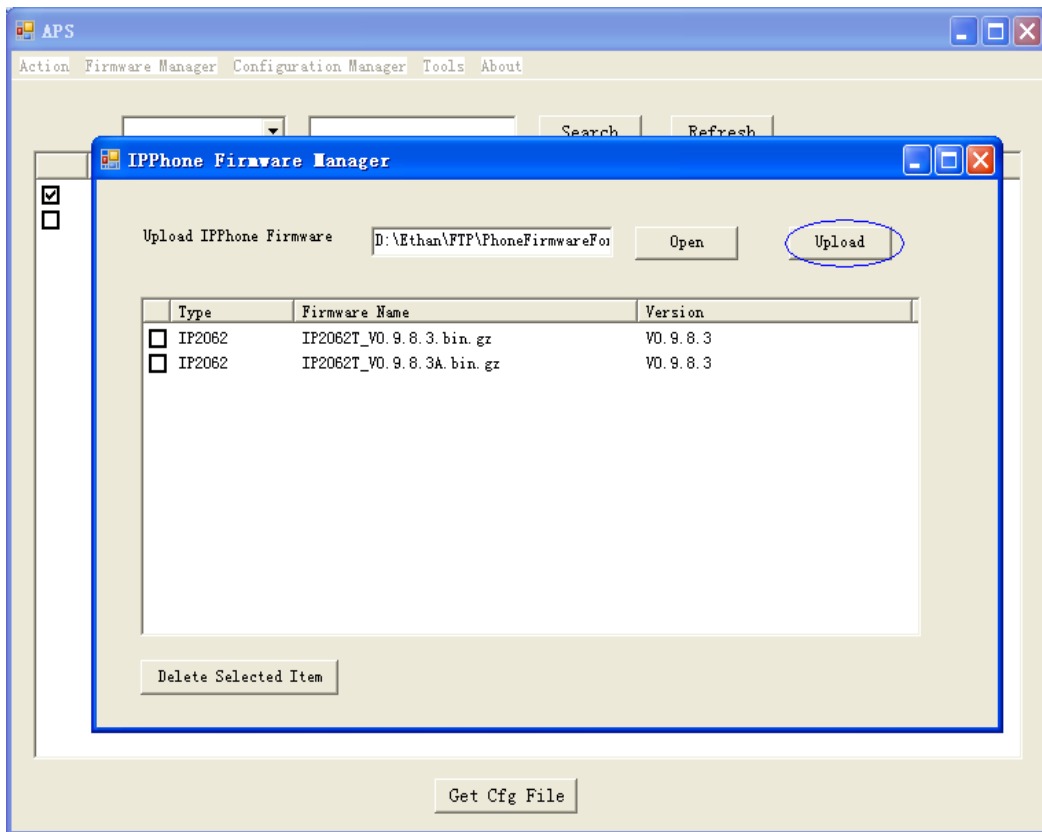 APS
Action Firmware Manager Configuration Manager Tools About
Search Refresh
IPPhone Firmware Manager
Upload IPPhone Firmware D:\Ethan\FTP\PhoneFirmwareFor Open Upload
Type Firmware Name Version
IP2062 IP2062T_V0.9.8.3.bin.gz V0.9.8.3
IP2062 IP2062T_V0.9.8.3A.bin.gz V0.9.8.3
Delete Selected Item
Get Cfg File